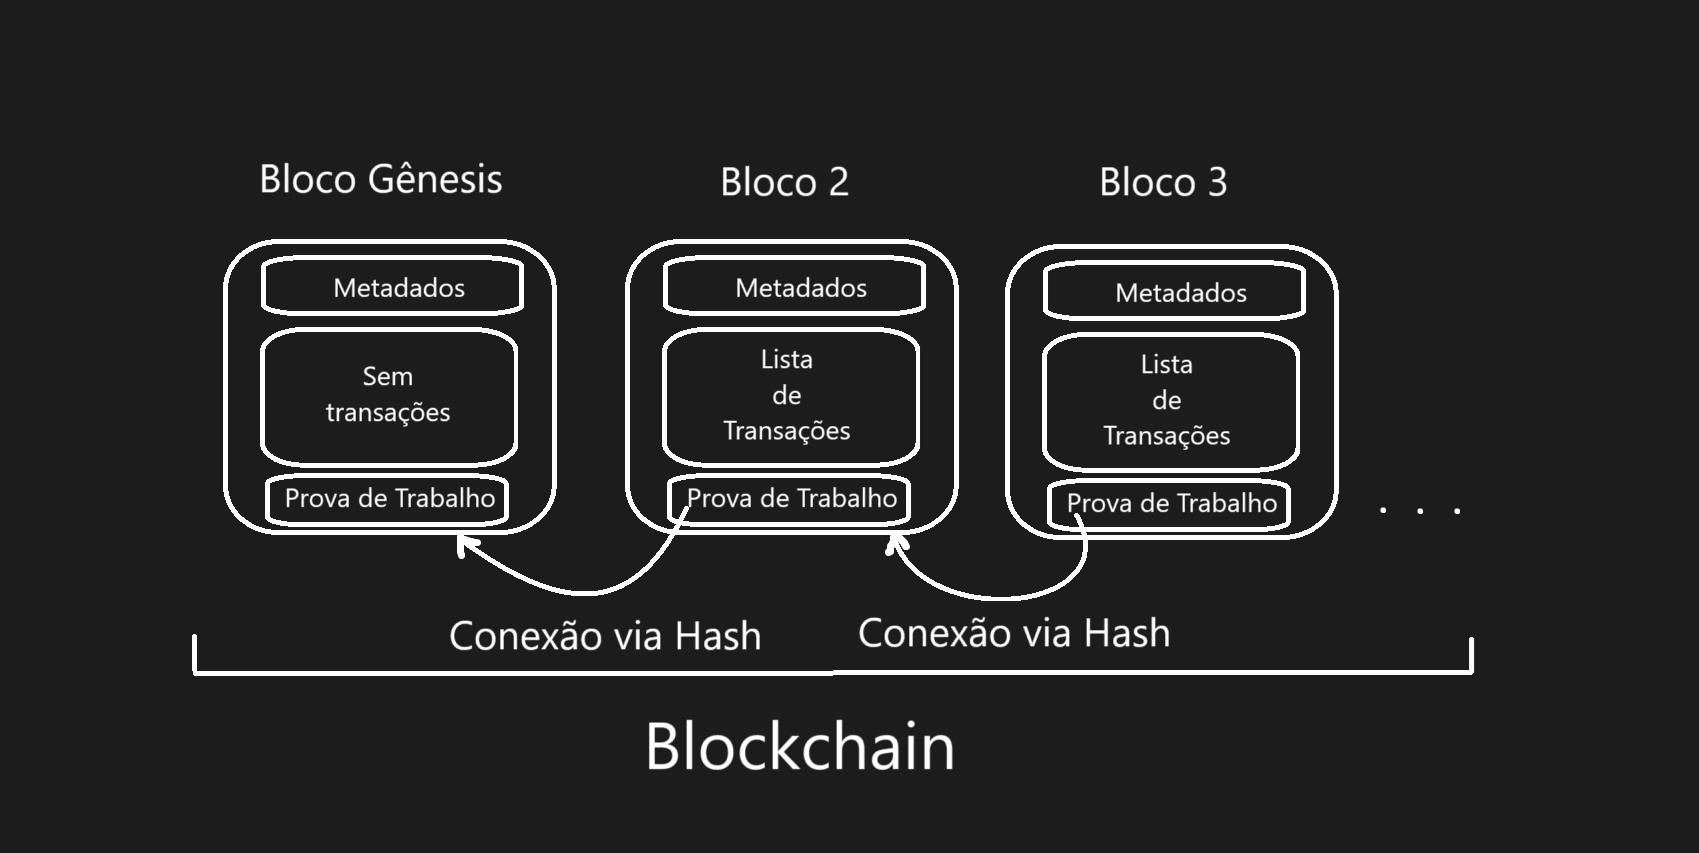 Bloco Gênesis
Metadados
Sem
transações
Prova de Trabalho
Bloco 2
Metadados
Lista
de
Transações
Prova de Trabalho
Bloco 3
Metadados
Lista
de
Transações
Prova de Trabalho
. . .
Conexão via Hash
Conexão via Hash
Blockchain